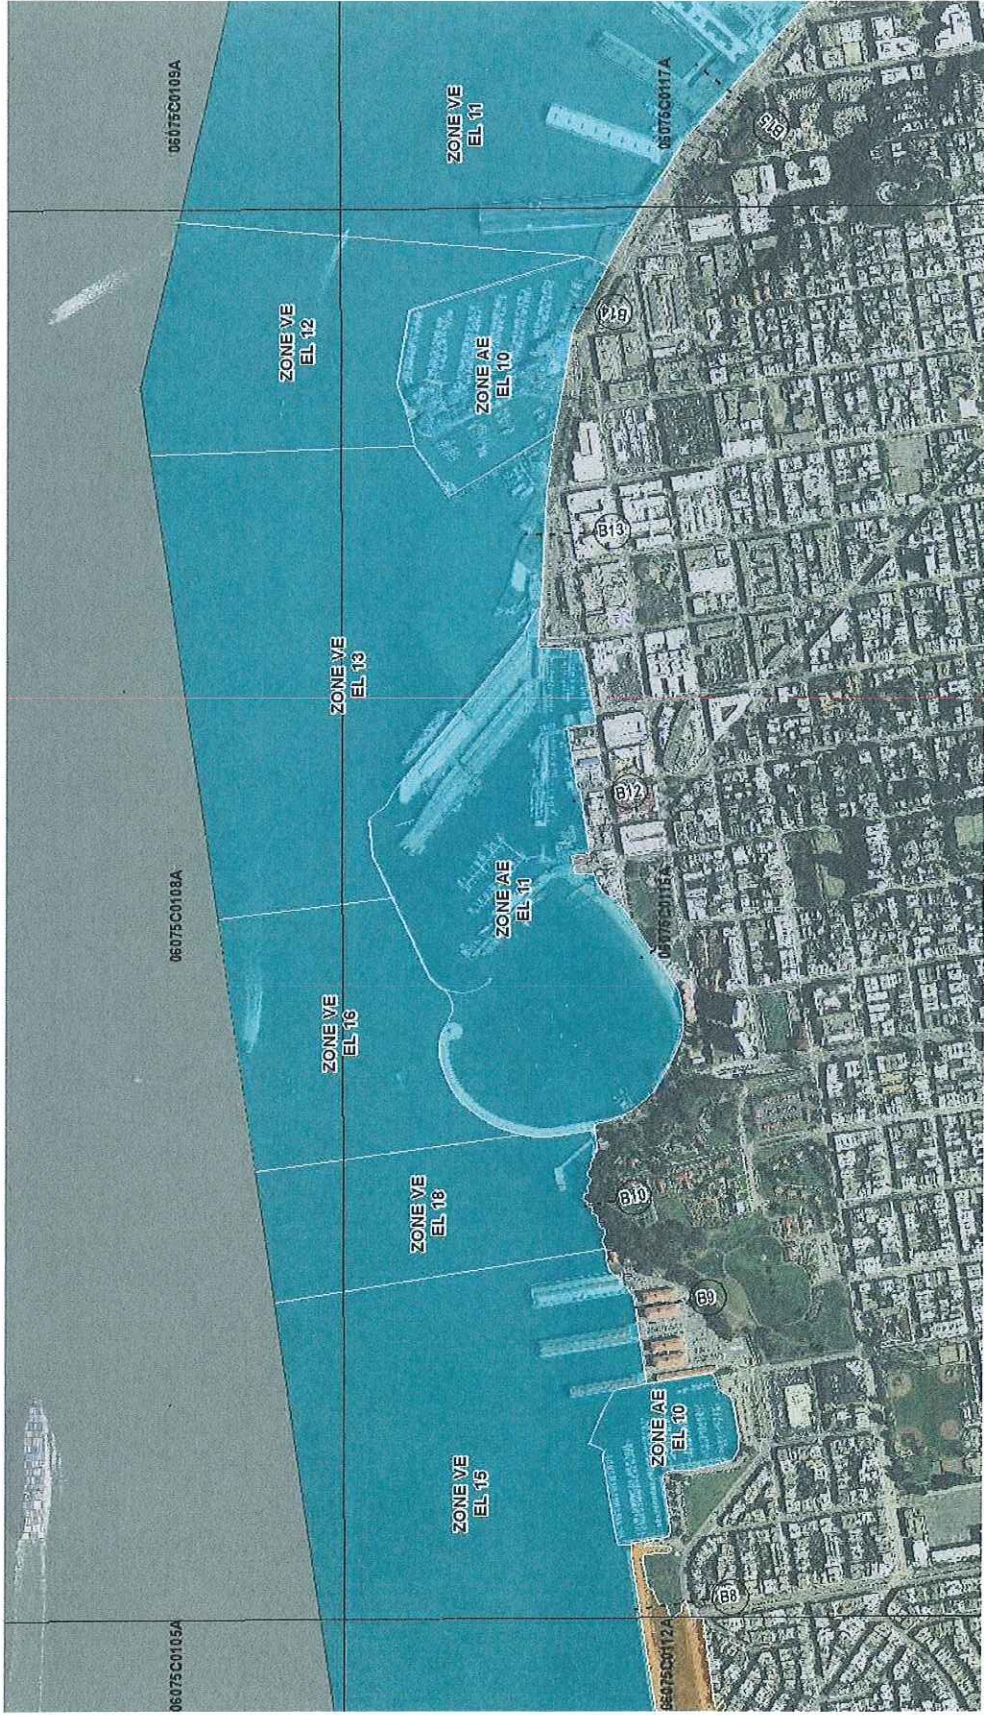 06075C0105A
06075C0108A
06075C0109A
ZONE VE
EL 12
ZONE VE
EL 16
ZONE VE
EL 13
ZONE VE
EL 18
ZONE VE
EL 15
ZONE VE
EL 11
ZONE AE
EL 11
ZONE AE
EL 10
ZONE AE
EL 10
06075C0112A
06075C0115A
06075C0117A
B8
B9
B10
B12
B13
B14
B15